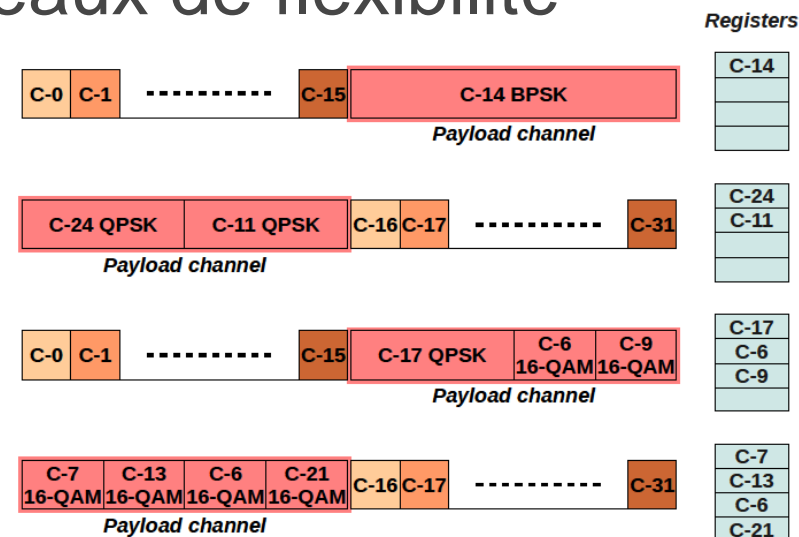 eaux de flexibilité
Registers
C-0 C-1 C-15 C-14 BPSK
Payload channel
C-14
C-24 QPSK C-11 QPSK C-16 C-17 C-31
Payload channel
C-24
C-11
C-0 C-1 C-15 C-17 QPSK C-6 16-QAM C-9 16-QAM
Payload channel
C-17
C-6
C-9
C-7 16-QAM C-13 16-QAM C-6 16-QAM C-21 16-QAM C-16 C-17 C-31
Payload channel
C-7
C-13
C-6
C-21